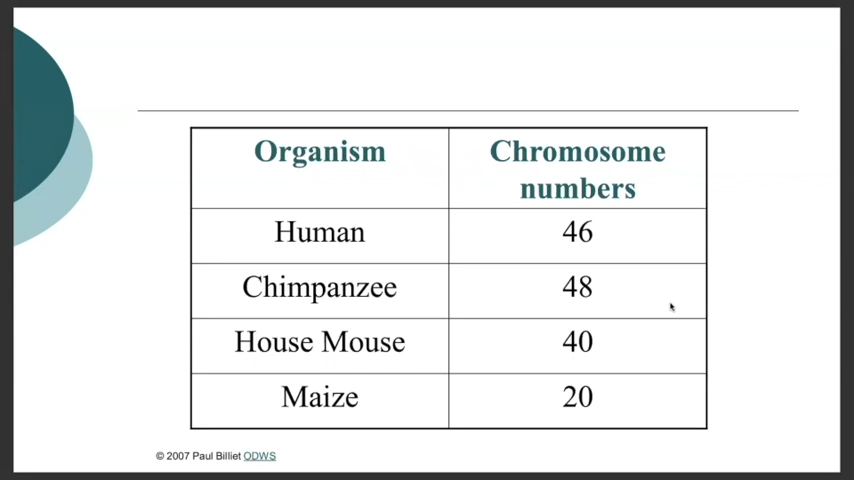 Organism Chromosome
numbers
Human 46
Chimpanzee 48
House Mouse 40
Maize 20
© 2007 Paul Billiet ODWS